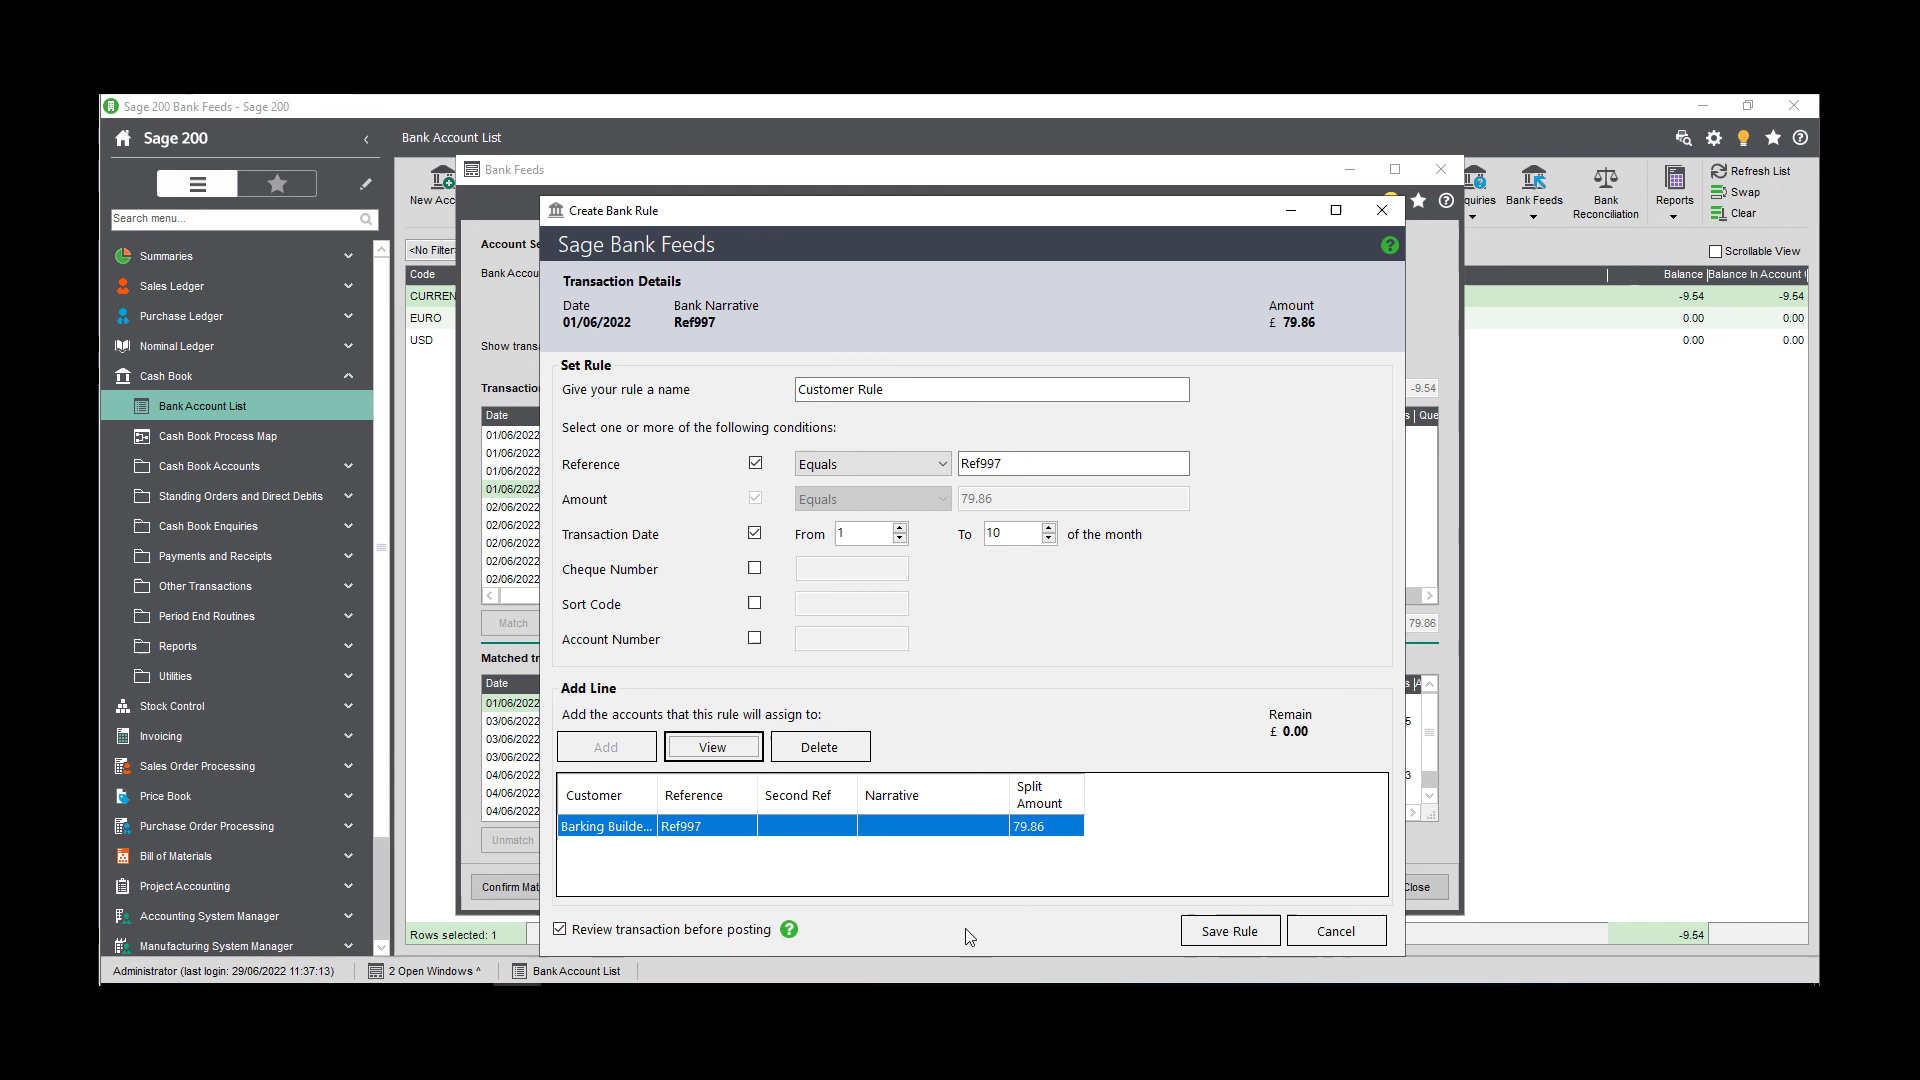 Sage 200 Bank Feeds - Sage 200
Sage 200
Bank Account List
Search menu...
Summaries
Sales Ledger
Purchase Ledger
Nominal Ledger
Cash Book
Bank Account List
Cash Book Process Map
Cash Book Accounts
Standing Orders and Direct Debits
Cash Book Enquiries
Payments and Receipts
Other Transactions
Period End Routines
Reports
Utilities
Stock Control
Invoicing
Sales Order Processing
Price Book
Purchase Order Processing
Bill of Materials
Project Accounting
Accounting System Manager
Manufacturing System Manager
New Acc
quiries
Bank Feeds
Bank Reconciliation
Reports
Refresh List
Swap
Clear
<No Filter
Scrollable View
Code
Balance
Balance In Account
CURREN
-9.54
-9.54
EURO
0.00
0.00
USD
0.00
0.00
Rows selected: 1
-9.54
Bank Feeds
Account Se
Bank Accou
Show trans
Transaction
-9.54
Date
s
Que
01/06/2022
01/06/2022
01/06/2022
01/06/2022
02/06/2022
02/06/2022
02/06/2022
02/06/2022
02/06/2022
Match
79.86
Matched tr
Date
s
01/06/2022
03/06/2022
5
03/06/2022
03/06/2022
04/06/2022
3
04/06/2022
04/06/2022
Unmatch
Confirm Mat
Close
Create Bank Rule
Sage Bank Feeds
Transaction Details
Date
Bank Narrative
Amount
01/06/2022
Ref997
£ 79.86
Set Rule
Give your rule a name
Customer Rule
Select one or more of the following conditions:
Reference
Equals
Ref997
Amount
Equals
79.86
Transaction Date
From 1
To 10 of the month
Cheque Number
Sort Code
Account Number
Add Line
Add the accounts that this rule will assign to:
Remain
£ 0.00
Add
View
Delete
Customer
Reference
Second Ref
Narrative
Split Amount
Barking Builde...
Ref997
79.86
Review transaction before posting
Save Rule
Cancel
Administrator (last login: 29/06/2022 11:37:13)
2 Open Windows ^
Bank Account List